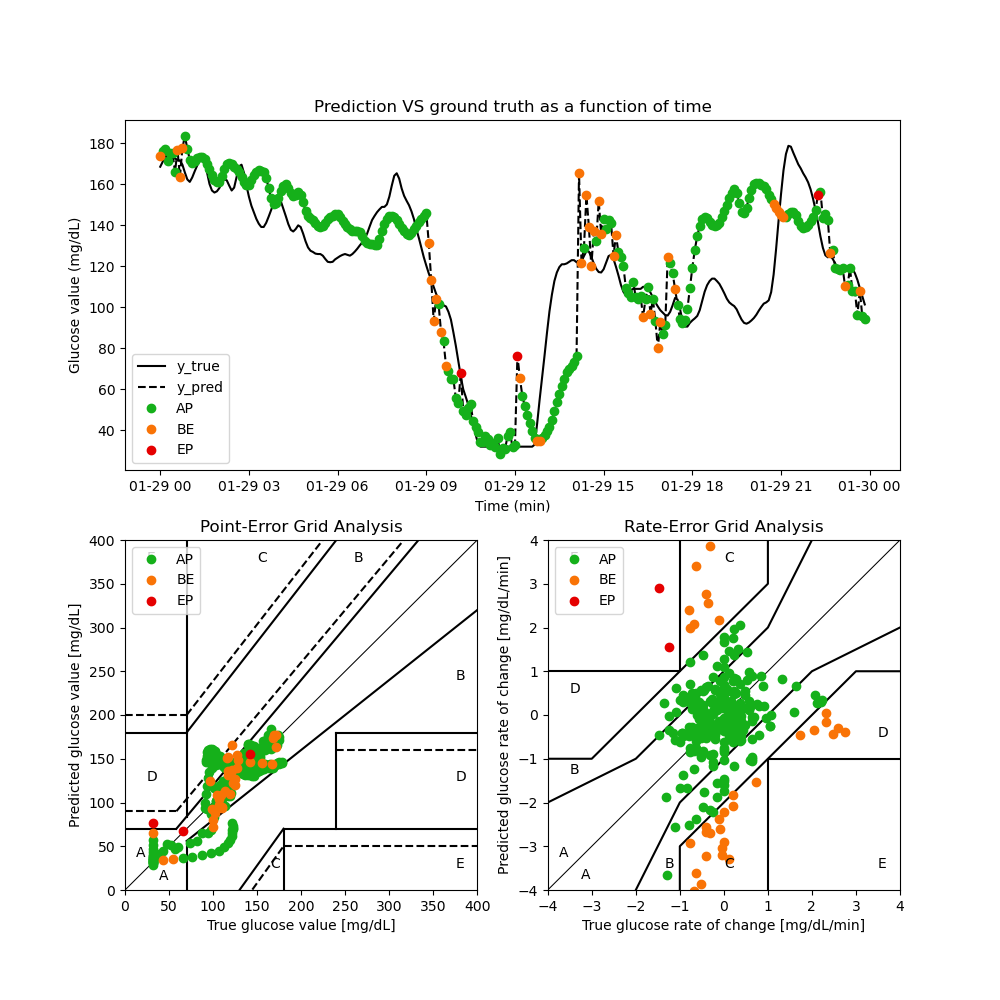 Prediction VS ground truth as a function of time
Glucose value (mg/dL)
180
160
140
120
100
80
60
40
y_true
y_pred
AP
BE
EP
01-29 00 01-29 03 01-29 06 01-29 09 01-29 12 01-29 15 01-29 18 01-29 21 01-30 00
Time (min)
Point-Error Grid Analysis
Predicted glucose value [mg/dL]
400
350
300
250
200
150
100
50
0
AP
BE
EP
C
B
B
D
D
A
A
C
E
0 50 100 150 200 250 300 350 400
True glucose value [mg/dL]
Rate-Error Grid Analysis
Predicted glucose rate of change [mg/dL/min]
4
3
2
1
0
−1
−2
−3
−4
AP
BE
EP
C
D
D
B
A
A
B
C
E
−4 −3 −2 −1 0 1 2 3 4
True glucose rate of change [mg/dL/min]